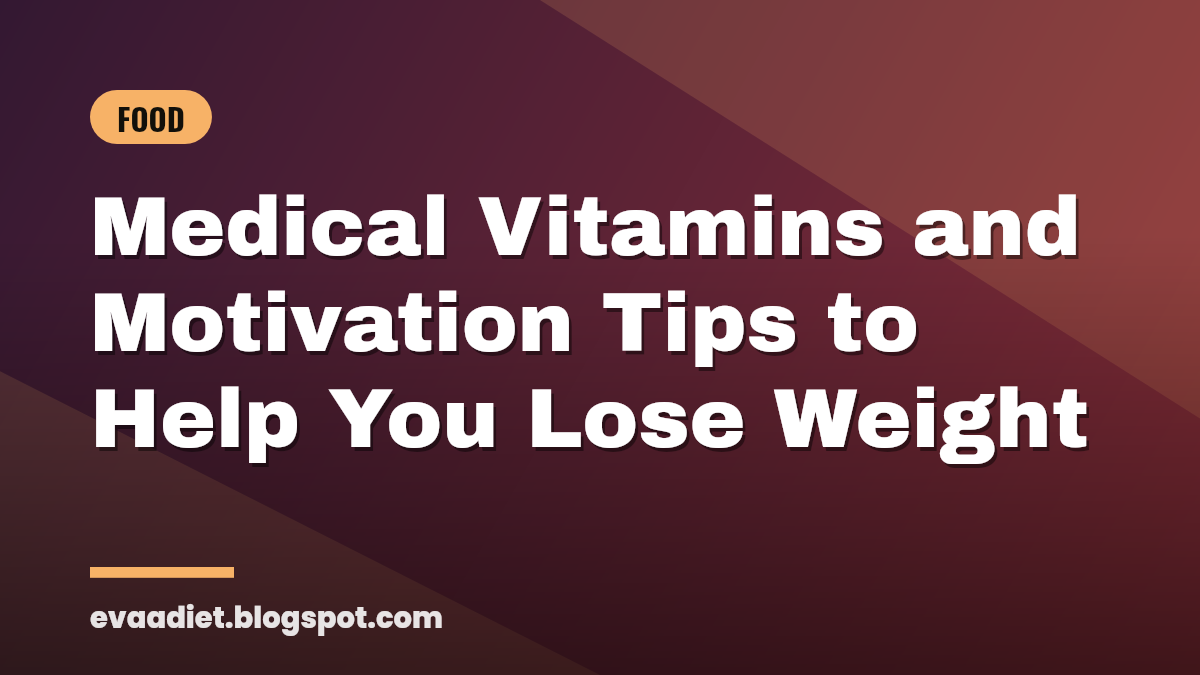 FOOD
Medical Vitamins and
Motivation Tips to
Help You Lose Weight
evaadiet.blogspot.com